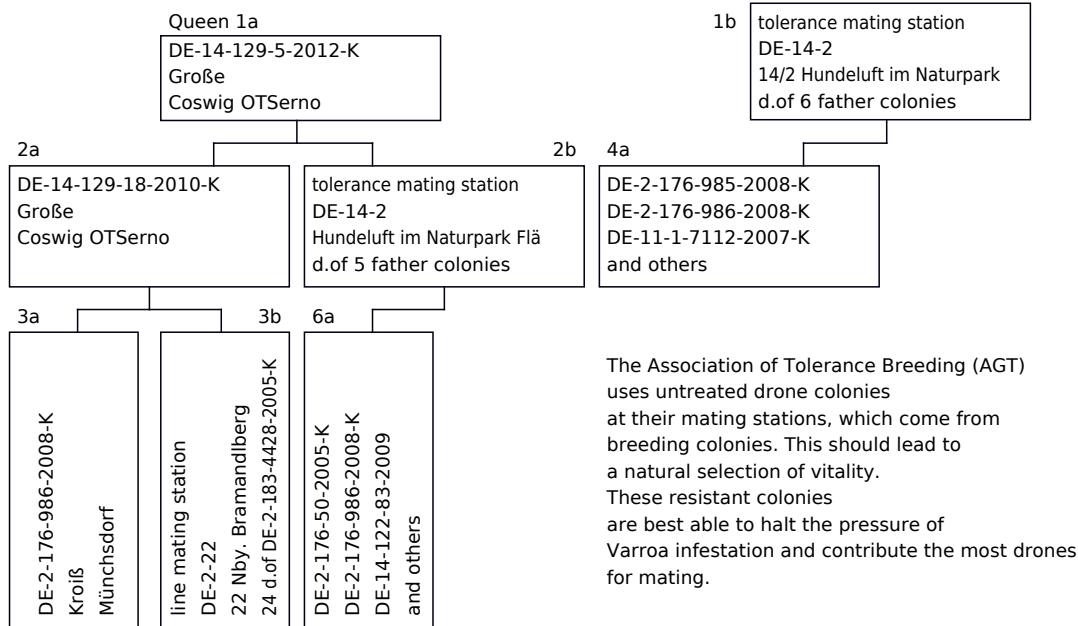 Queen 1a
DE-14-129-5-2012-K
Große
Coswig OTSerno
1b
tolerance mating station
DE-14-2
14/2 Hundeluft im Naturpark
d.of 6 father colonies
2a
DE-14-129-18-2010-K
Große
Coswig OTSerno
2b
tolerance mating station
DE-14-2
Hundeluft im Naturpark Flä
d.of 5 father colonies
4a
DE-2-176-985-2008-K
DE-2-176-986-2008-K
DE-11-1-7112-2007-K
and others
3a
DE-2-176-986-2008-K
Kroiß
Münchsdorf
3b
line mating station
DE-2-22
22 Nby. Bramandlberg
24 d.of DE-2-183-4428-2005-K
6a
DE-2-176-50-2005-K
DE-2-176-986-2008-K
DE-14-122-83-2009
and others
The Association of Tolerance Breeding (AGT)
uses untreated drone colonies
at their mating stations, which come from
breeding colonies. This should lead to
a natural selection of vitality.
These resistant colonies
are best able to halt the pressure of
Varroa infestation and contribute the most drones
for mating.